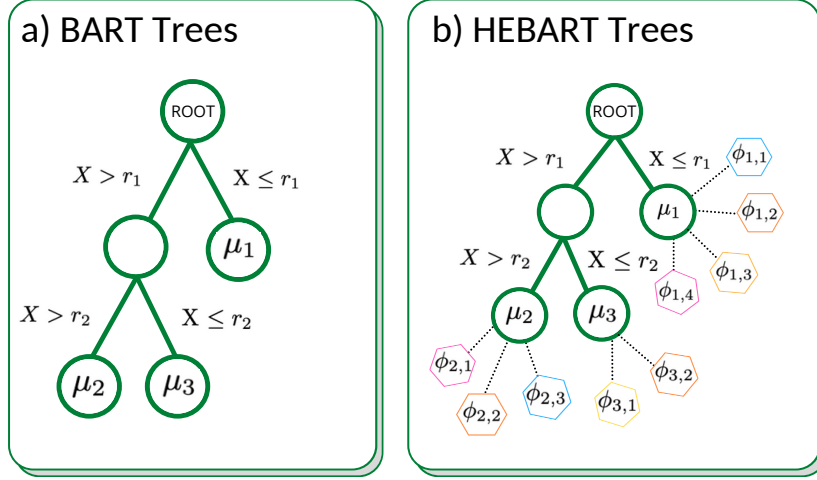 a) BART Trees
ROOT
X > r₁
X ≤ r₁
μ₁
X > r₂
X ≤ r₂
μ₂
μ₃
b) HEBART Trees
ROOT
X > r₁
X ≤ r₁
ϕ₁,₁
μ₁
ϕ₁,₂
X > r₂
X ≤ r₂
ϕ₁,₃
ϕ₁,₄
μ₂
μ₃
ϕ₂,₁
ϕ₂,₂
ϕ₂,₃
ϕ₃,₁
ϕ₃,₂